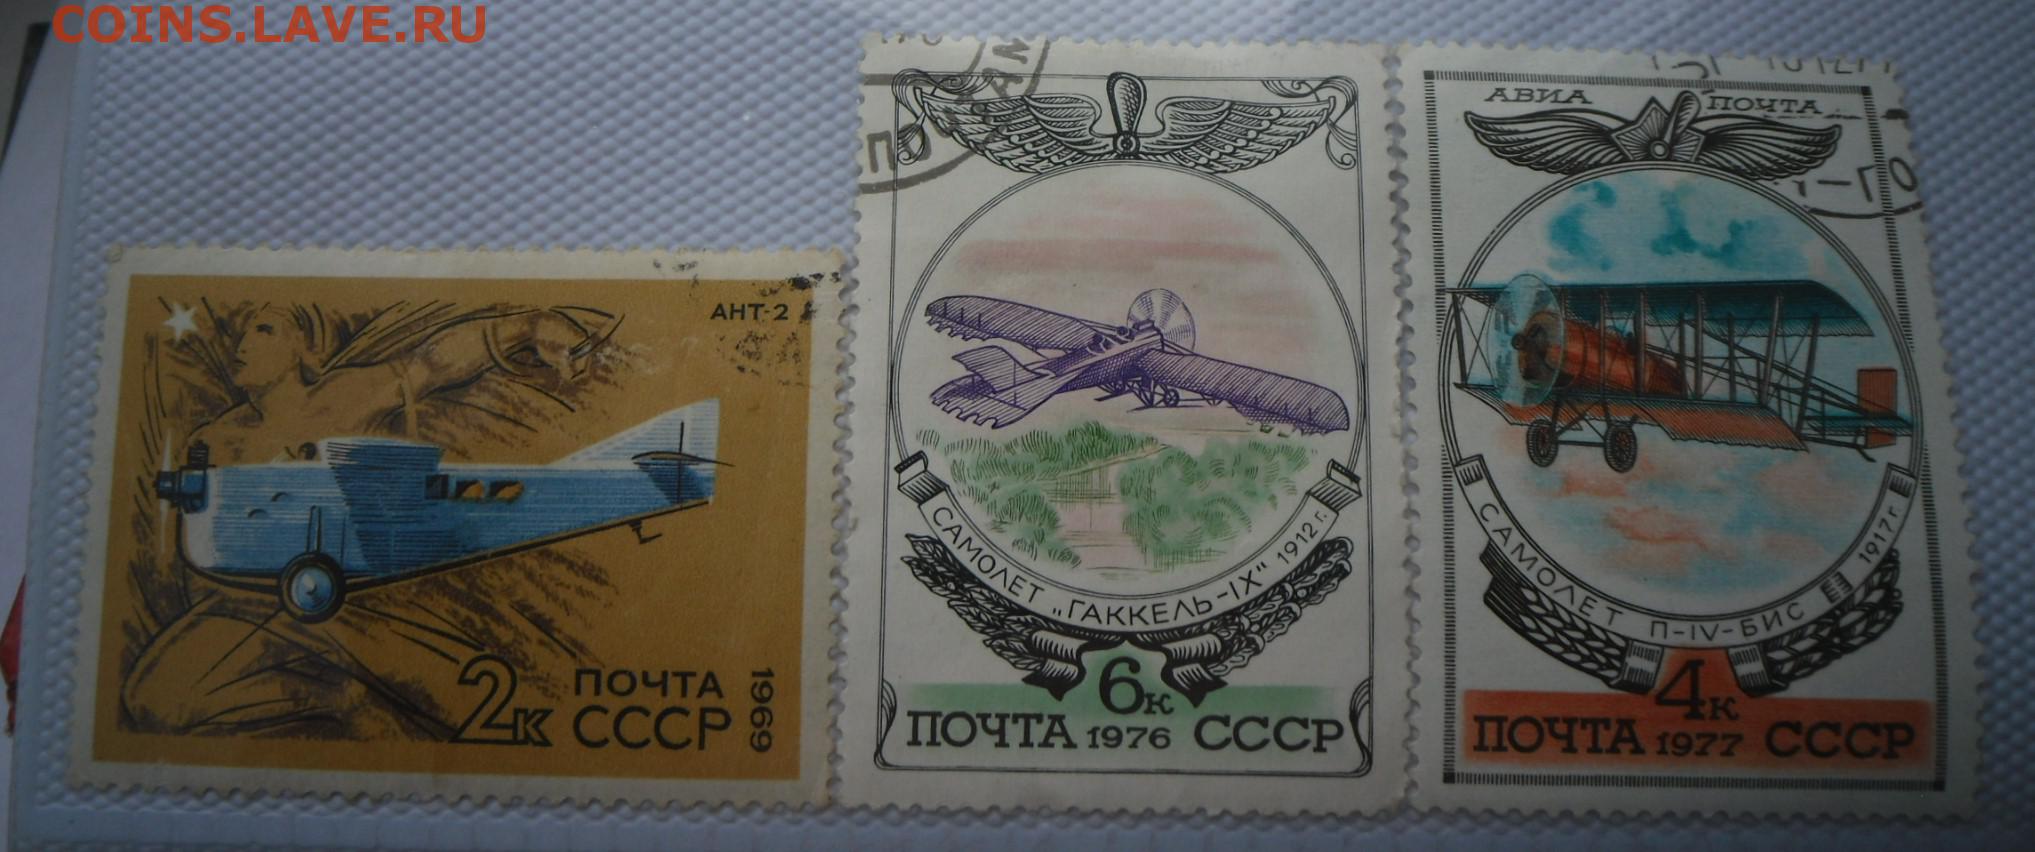 COINS.LAVE.RU
АНТ-2
2к ПОЧТА
СССР
1969
САМОЛЕТ „ГАККЕЛЬ-IX" 1912 г.
6к
ПОЧТА 1976 СССР
АВИА ПОЧТА
САМОЛЕТ П-IV-БИС 1917 г.
4к
ПОЧТА 1977 СССР